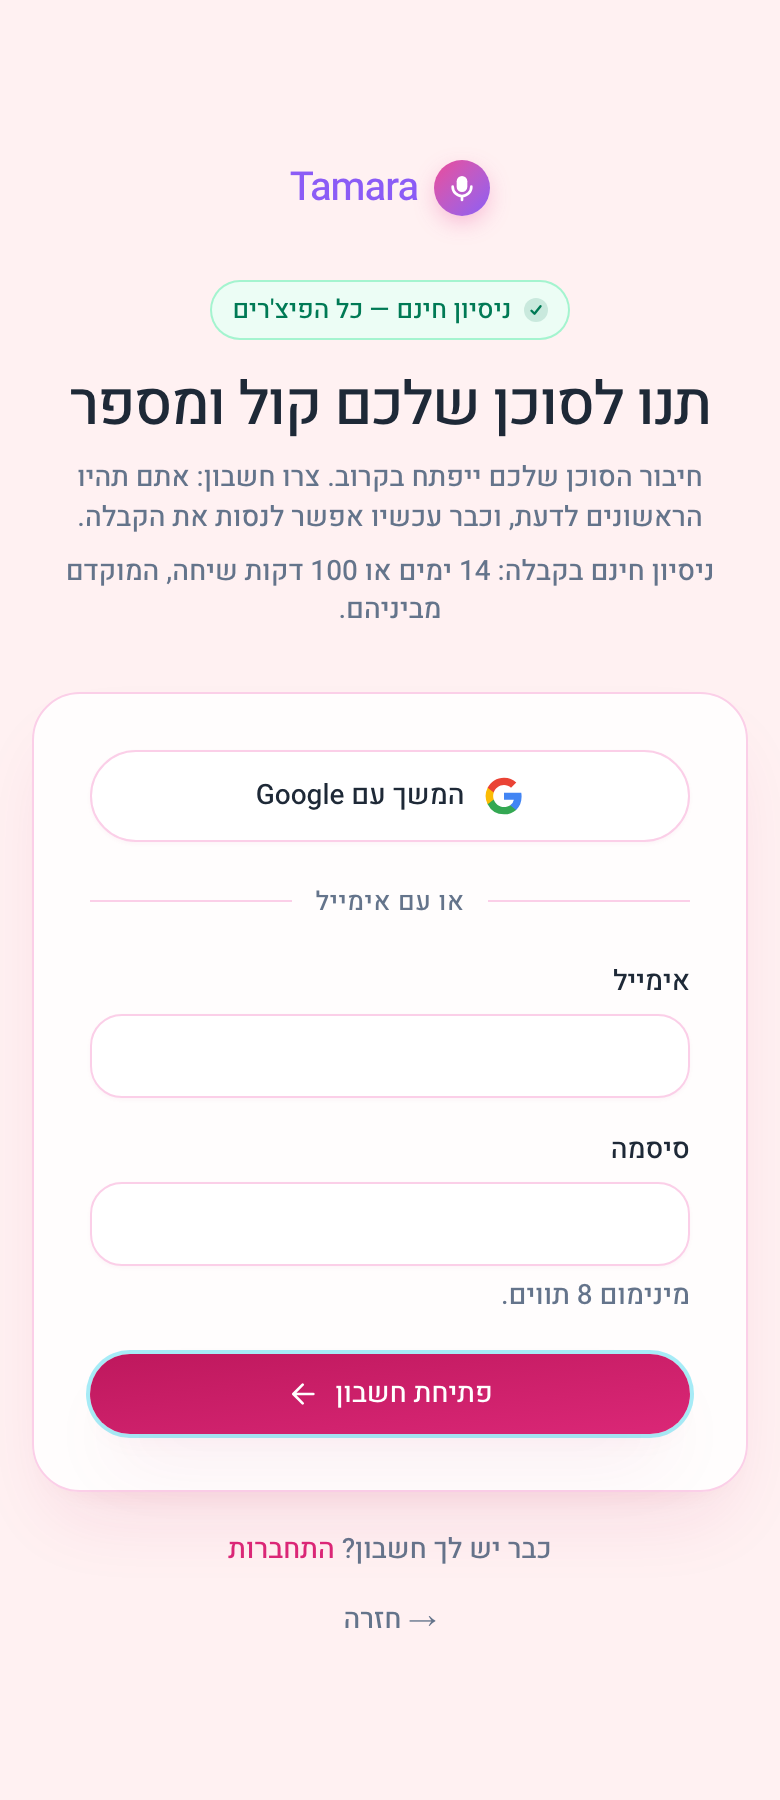 Tamara
ניסיון חינם — כל הפיצ'רים
תנו לסוכן שלכם קול ומספר
חיבור הסוכן שלכם ייפתח בקרוב. צרו חשבון: אתם תהיו
הראשונים לדעת, וכבר עכשיו אפשר לנסות את הקבלה.
ניסיון חינם בקבלה: 14 ימים או 100 דקות שיחה, המוקדם
מביניהם.
המשך עם Google
או עם אימייל
אימייל
סיסמה
מינימום 8 תווים.
פתיחת חשבון ←
כבר יש לך חשבון? התחברות
→ חזרה